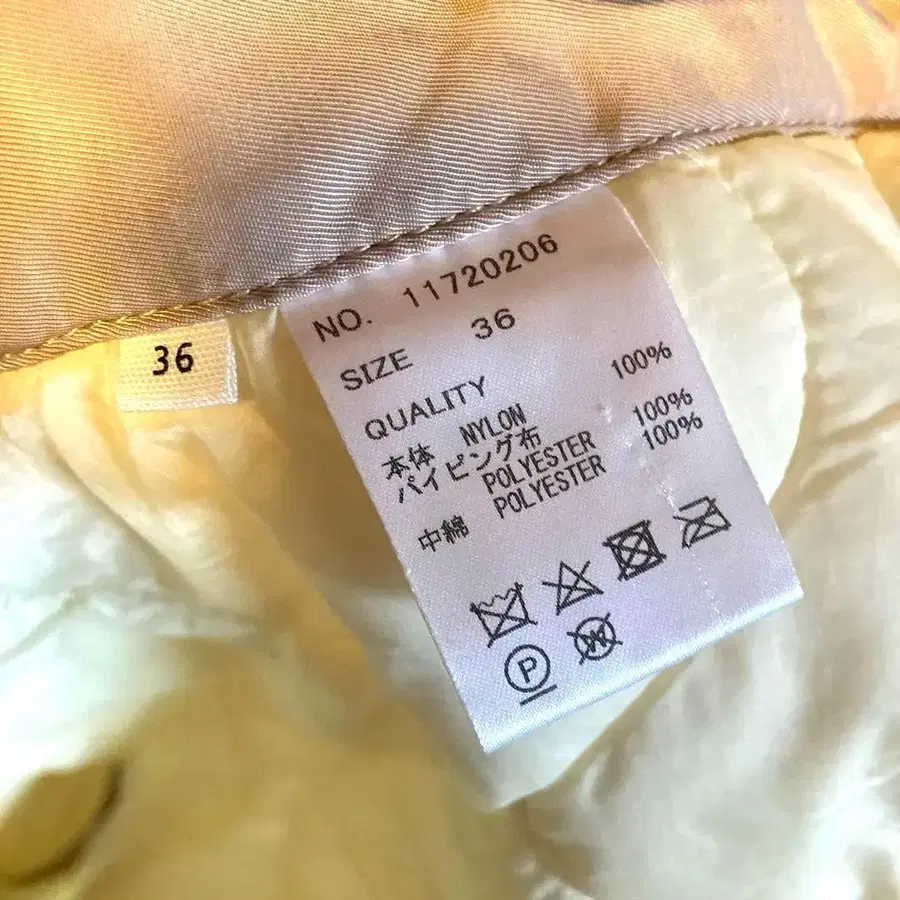 36
NO. 11720206
SIZE 36
QUALITY
本体 NYLON 100%
パイピング布
POLYESTER 100%
中綿 POLYESTER 100%
P
W